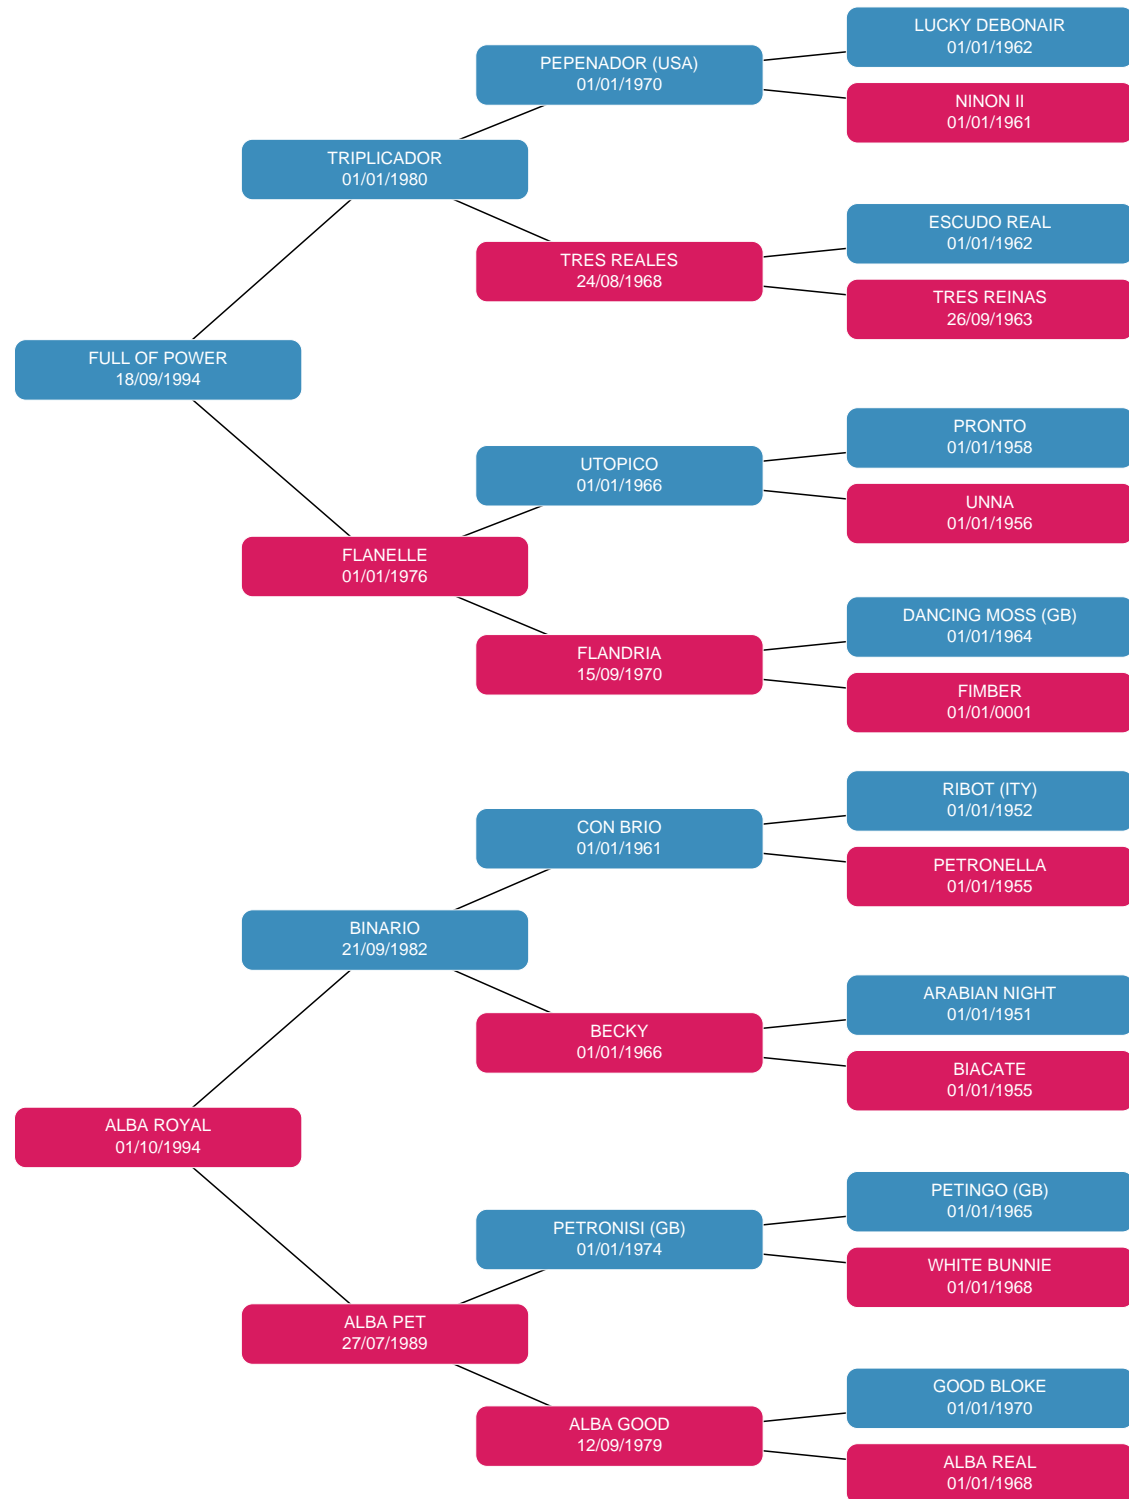 LUCKY DEBONAIR
01/01/1962
PEPENADOR (USA)
01/01/1970
NINON II
01/01/1961
TRIPLICADOR
01/01/1980
ESCUDO REAL
01/01/1962
TRES REALES
24/08/1968
TRES REINAS
26/09/1963
FULL OF POWER
18/09/1994
PRONTO
01/01/1958
UTOPICO
01/01/1966
UNNA
01/01/1956
FLANELLE
01/01/1976
DANCING MOSS (GB)
01/01/1964
FLANDRIA
15/09/1970
FIMBER
01/01/0001
RIBOT (ITY)
01/01/1952
CON BRIO
01/01/1961
PETRONELLA
01/01/1955
BINARIO
21/09/1982
ARABIAN NIGHT
01/01/1951
BECKY
01/01/1966
BIACATE
01/01/1955
ALBA ROYAL
01/10/1994
PETINGO (GB)
01/01/1965
PETRONISI (GB)
01/01/1974
WHITE BUNNIE
01/01/1968
ALBA PET
27/07/1989
GOOD BLOKE
01/01/1970
ALBA GOOD
12/09/1979
ALBA REAL
01/01/1968